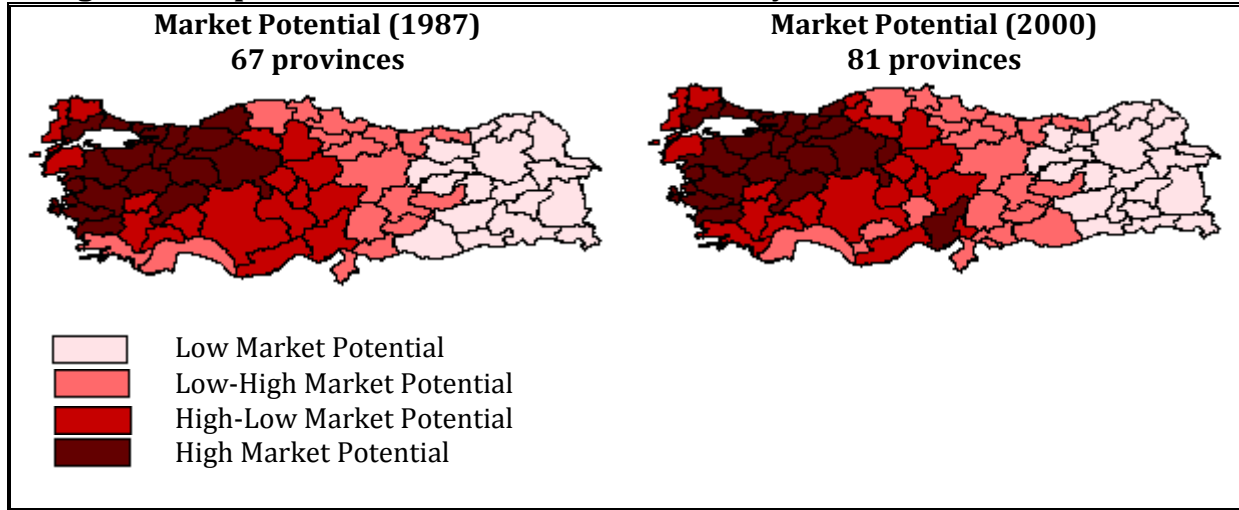 Market Potential (1987)
67 provinces
Market Potential (2000)
81 provinces
Low Market Potential
Low-High Market Potential
High-Low Market Potential
High Market Potential